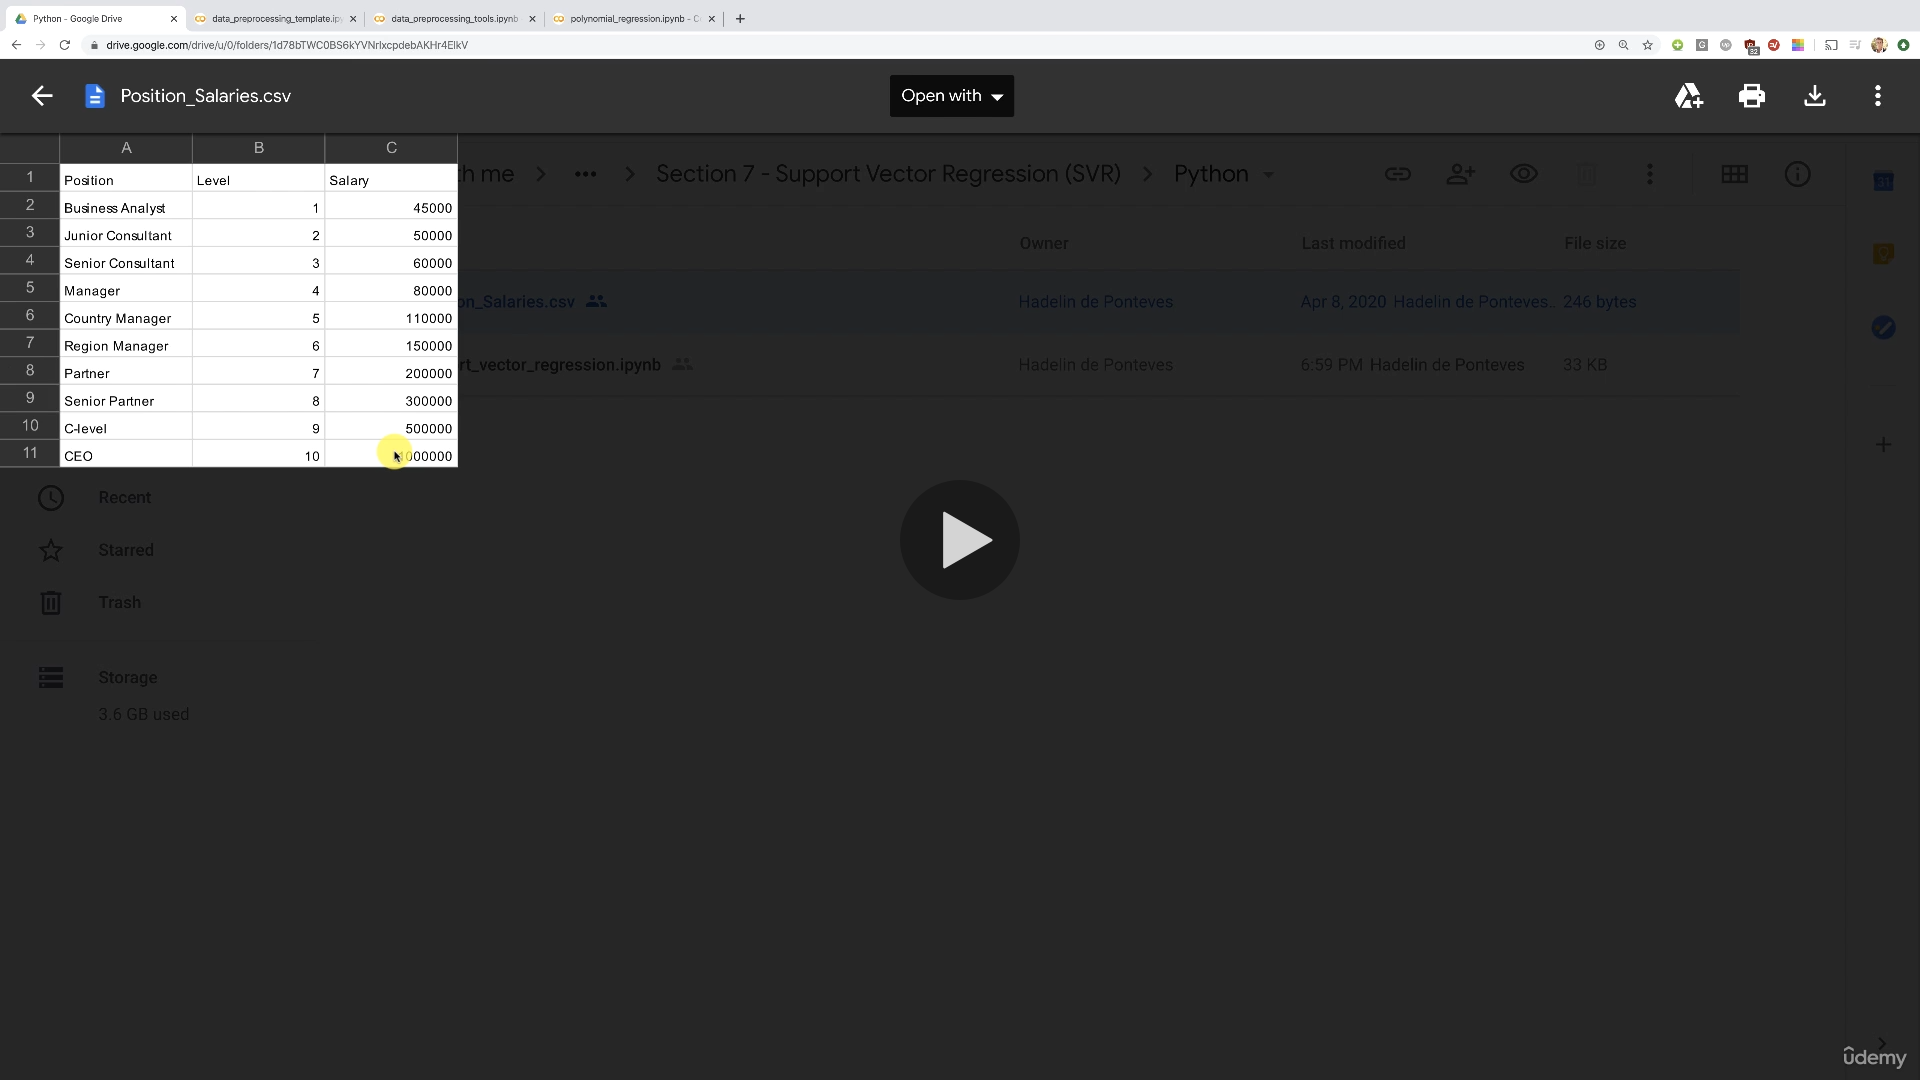 Python - Google Drive
data_preprocessing_template.ip
data_preprocessing_tools.ipynb
polynomial_regression.ipynb - C
drive.google.com/drive/u/0/folders/1d78bTWC0BS6kYVNrlxcpdebAKHr4ElkV
Position_Salaries.csv
Open with
A B C
1 Position Level Salary
2 Business Analyst 1 45000
3 Junior Consultant 2 50000
4 Senior Consultant 3 60000
5 Manager 4 80000
6 Country Manager 5 110000
7 Region Manager 6 150000
8 Partner 7 200000
9 Senior Partner 8 300000
10 C-level 9 500000
11 CEO 10 1000000
th me > ••• > Section 7 - Support Vector Regression (SVR) > Python
Owner Last modified File size
on_Salaries.csv Hadelin de Ponteves Apr 8, 2020 Hadelin de Ponteves.. 246 bytes
rt_vector_regression.ipynb Hadelin de Ponteves 6:59 PM Hadelin de Ponteves 33 KB
Recent
Starred
Trash
Storage
3.6 GB used
31
32
ûdemy